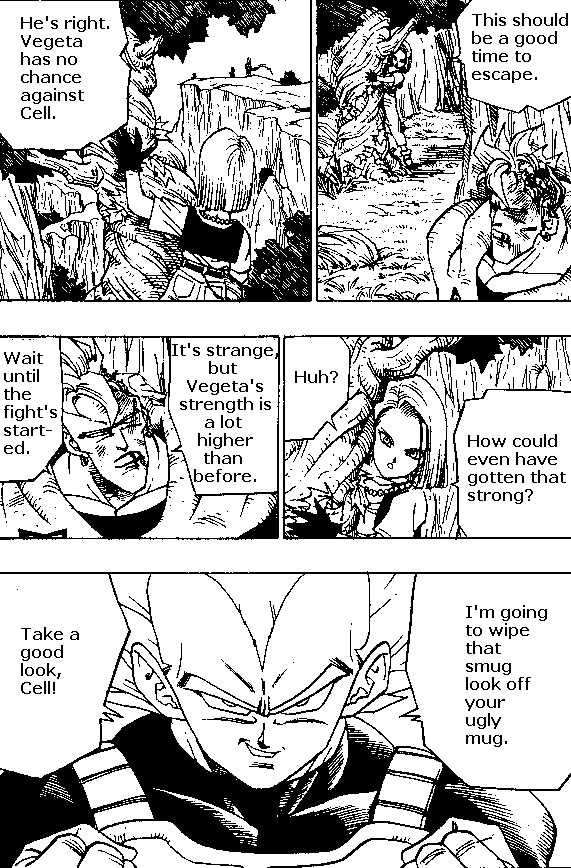 He's right.
Vegeta
has no
chance
against
Cell.
This should
be a good
time to
escape.
Wait
until
the
fight's
start-
ed.
It's strange,
but
Vegeta's
strength is
a lot
higher
than
before.
Huh?
How could
even have
gotten that
strong?
Take a
good
look,
Cell!
I'm going
to wipe
that
smug
look off
your
ugly
mug.